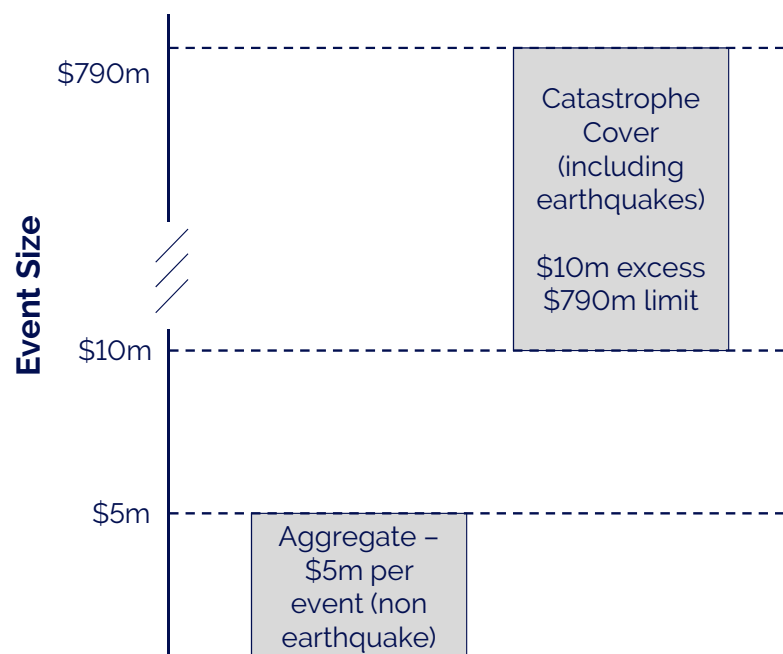 $790m
Catastrophe
Cover
(including
earthquakes)
$10m excess
$790m limit
Event Size
$10m
$5m
Aggregate –
$5m per
event (non
earthquake)